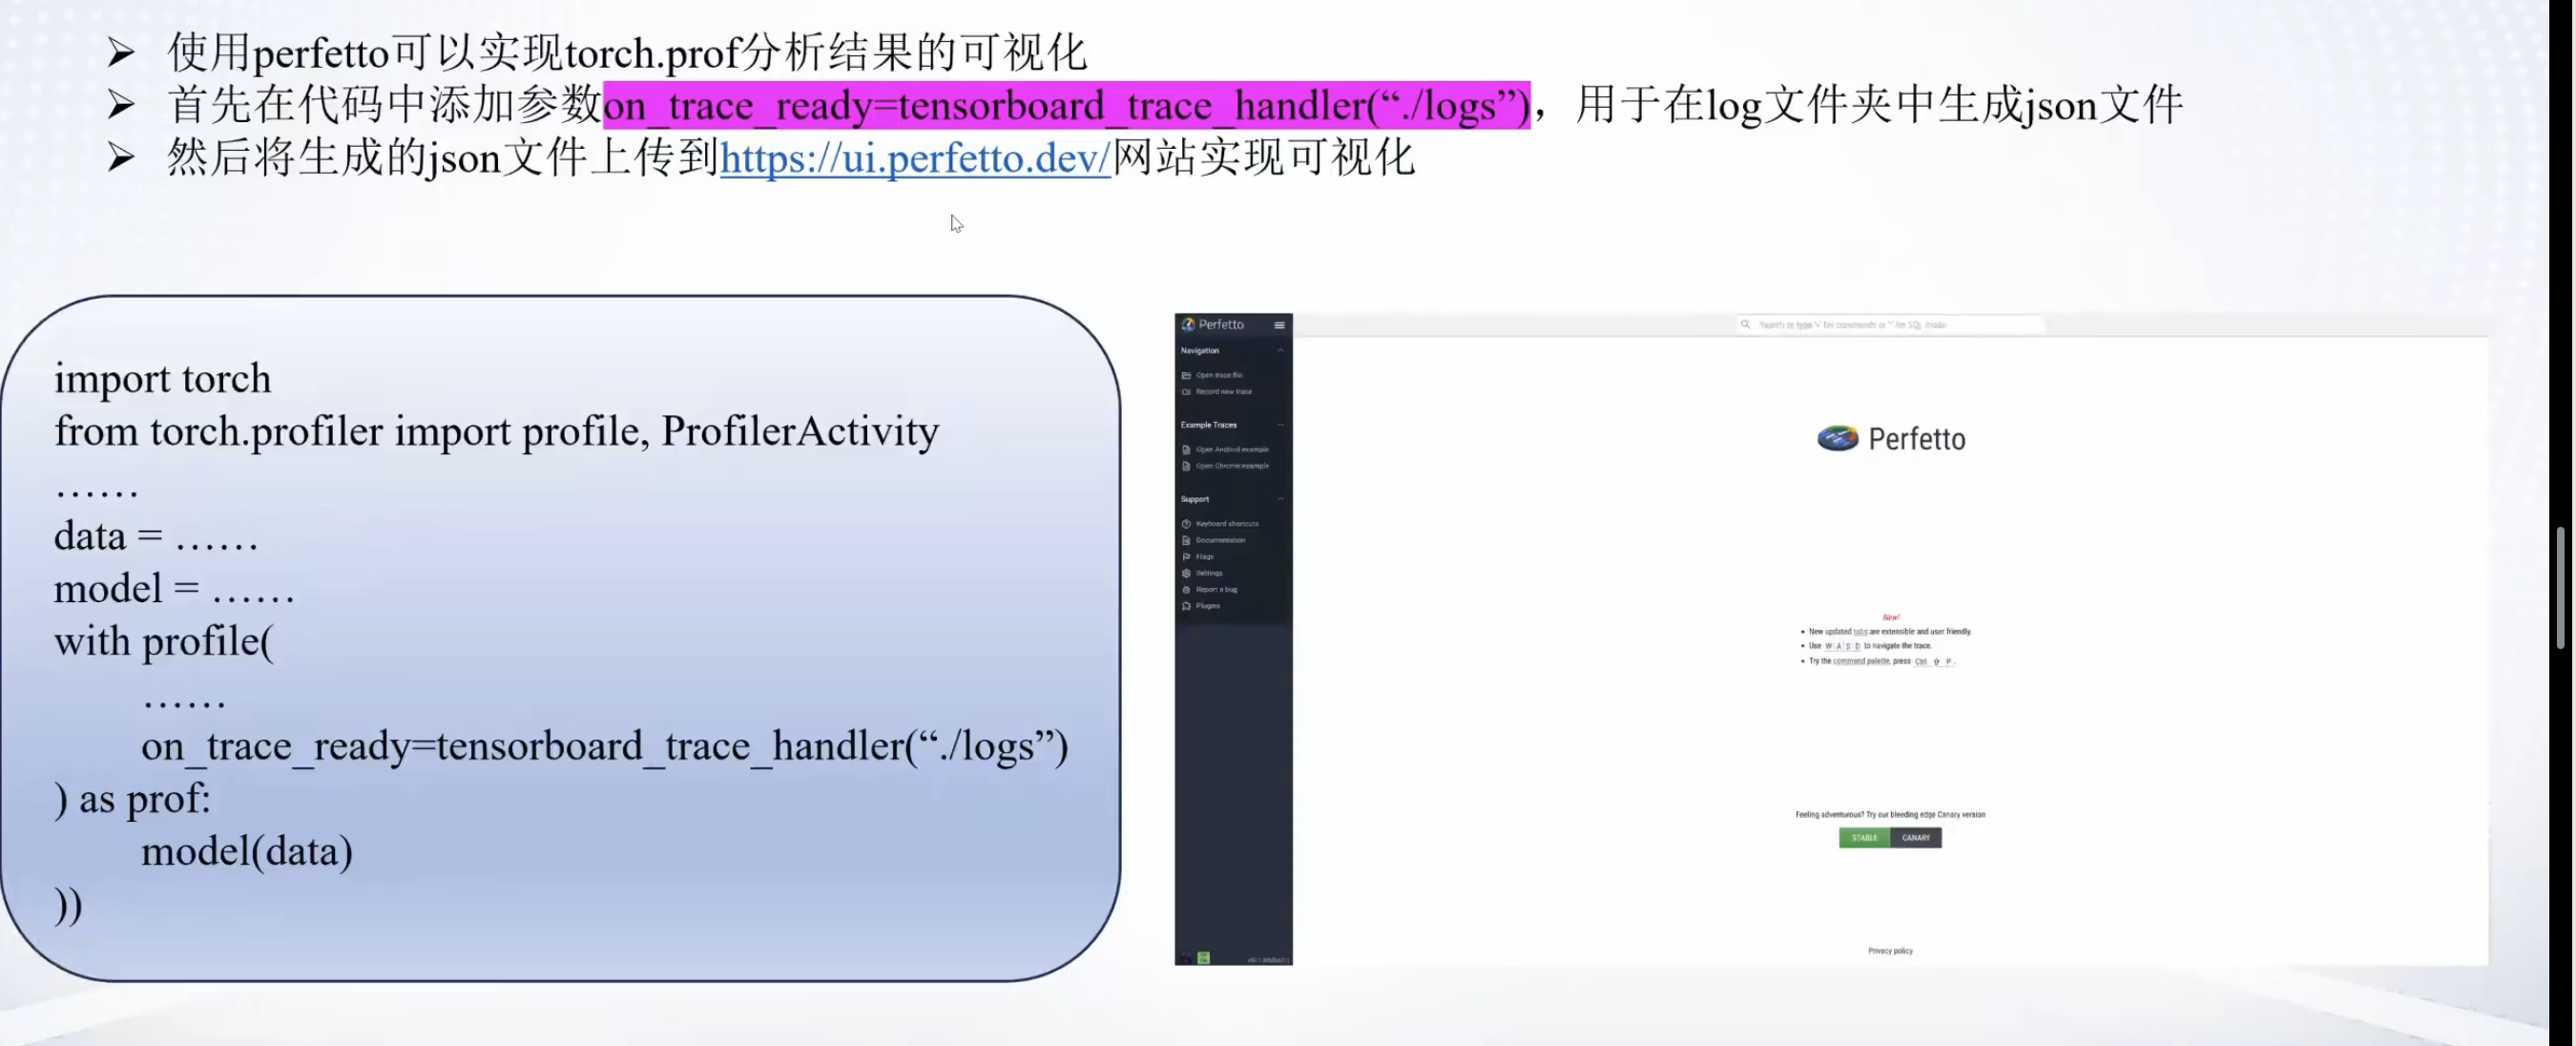 ➢ 使用perfetto可以实现torch.prof分析结果的可视化
➢ 首先在代码中添加参数on_trace_ready=tensorboard_trace_handler(“./logs”)，用于在log文件夹中生成json文件
➢ 然后将生成的json文件上传到https://ui.perfetto.dev/网站实现可视化
import torch
from torch.profiler import profile, ProfilerActivity
……
data = ……
model = ……
with profile(
……
on_trace_ready=tensorboard_trace_handler(“./logs”)
) as prof:
model(data)
))
Perfetto
Navigation
Open trace file
Record new trace
Example Traces
Open Android example
Open Chrome example
Support
Keyboard shortcuts
Documentation
Flags
Settings
Report a bug
Plugins
Search or type '>' for commands or ':' for SQL mode
Perfetto
New!
• New updated tabs are extensible and user friendly.
• Use W A S D to navigate the trace.
• Try the command palette, press Ctrl ⇧ P .
Feeling adventurous? Try our bleeding edge Canary version
STABLE CANARY
Privacy policy